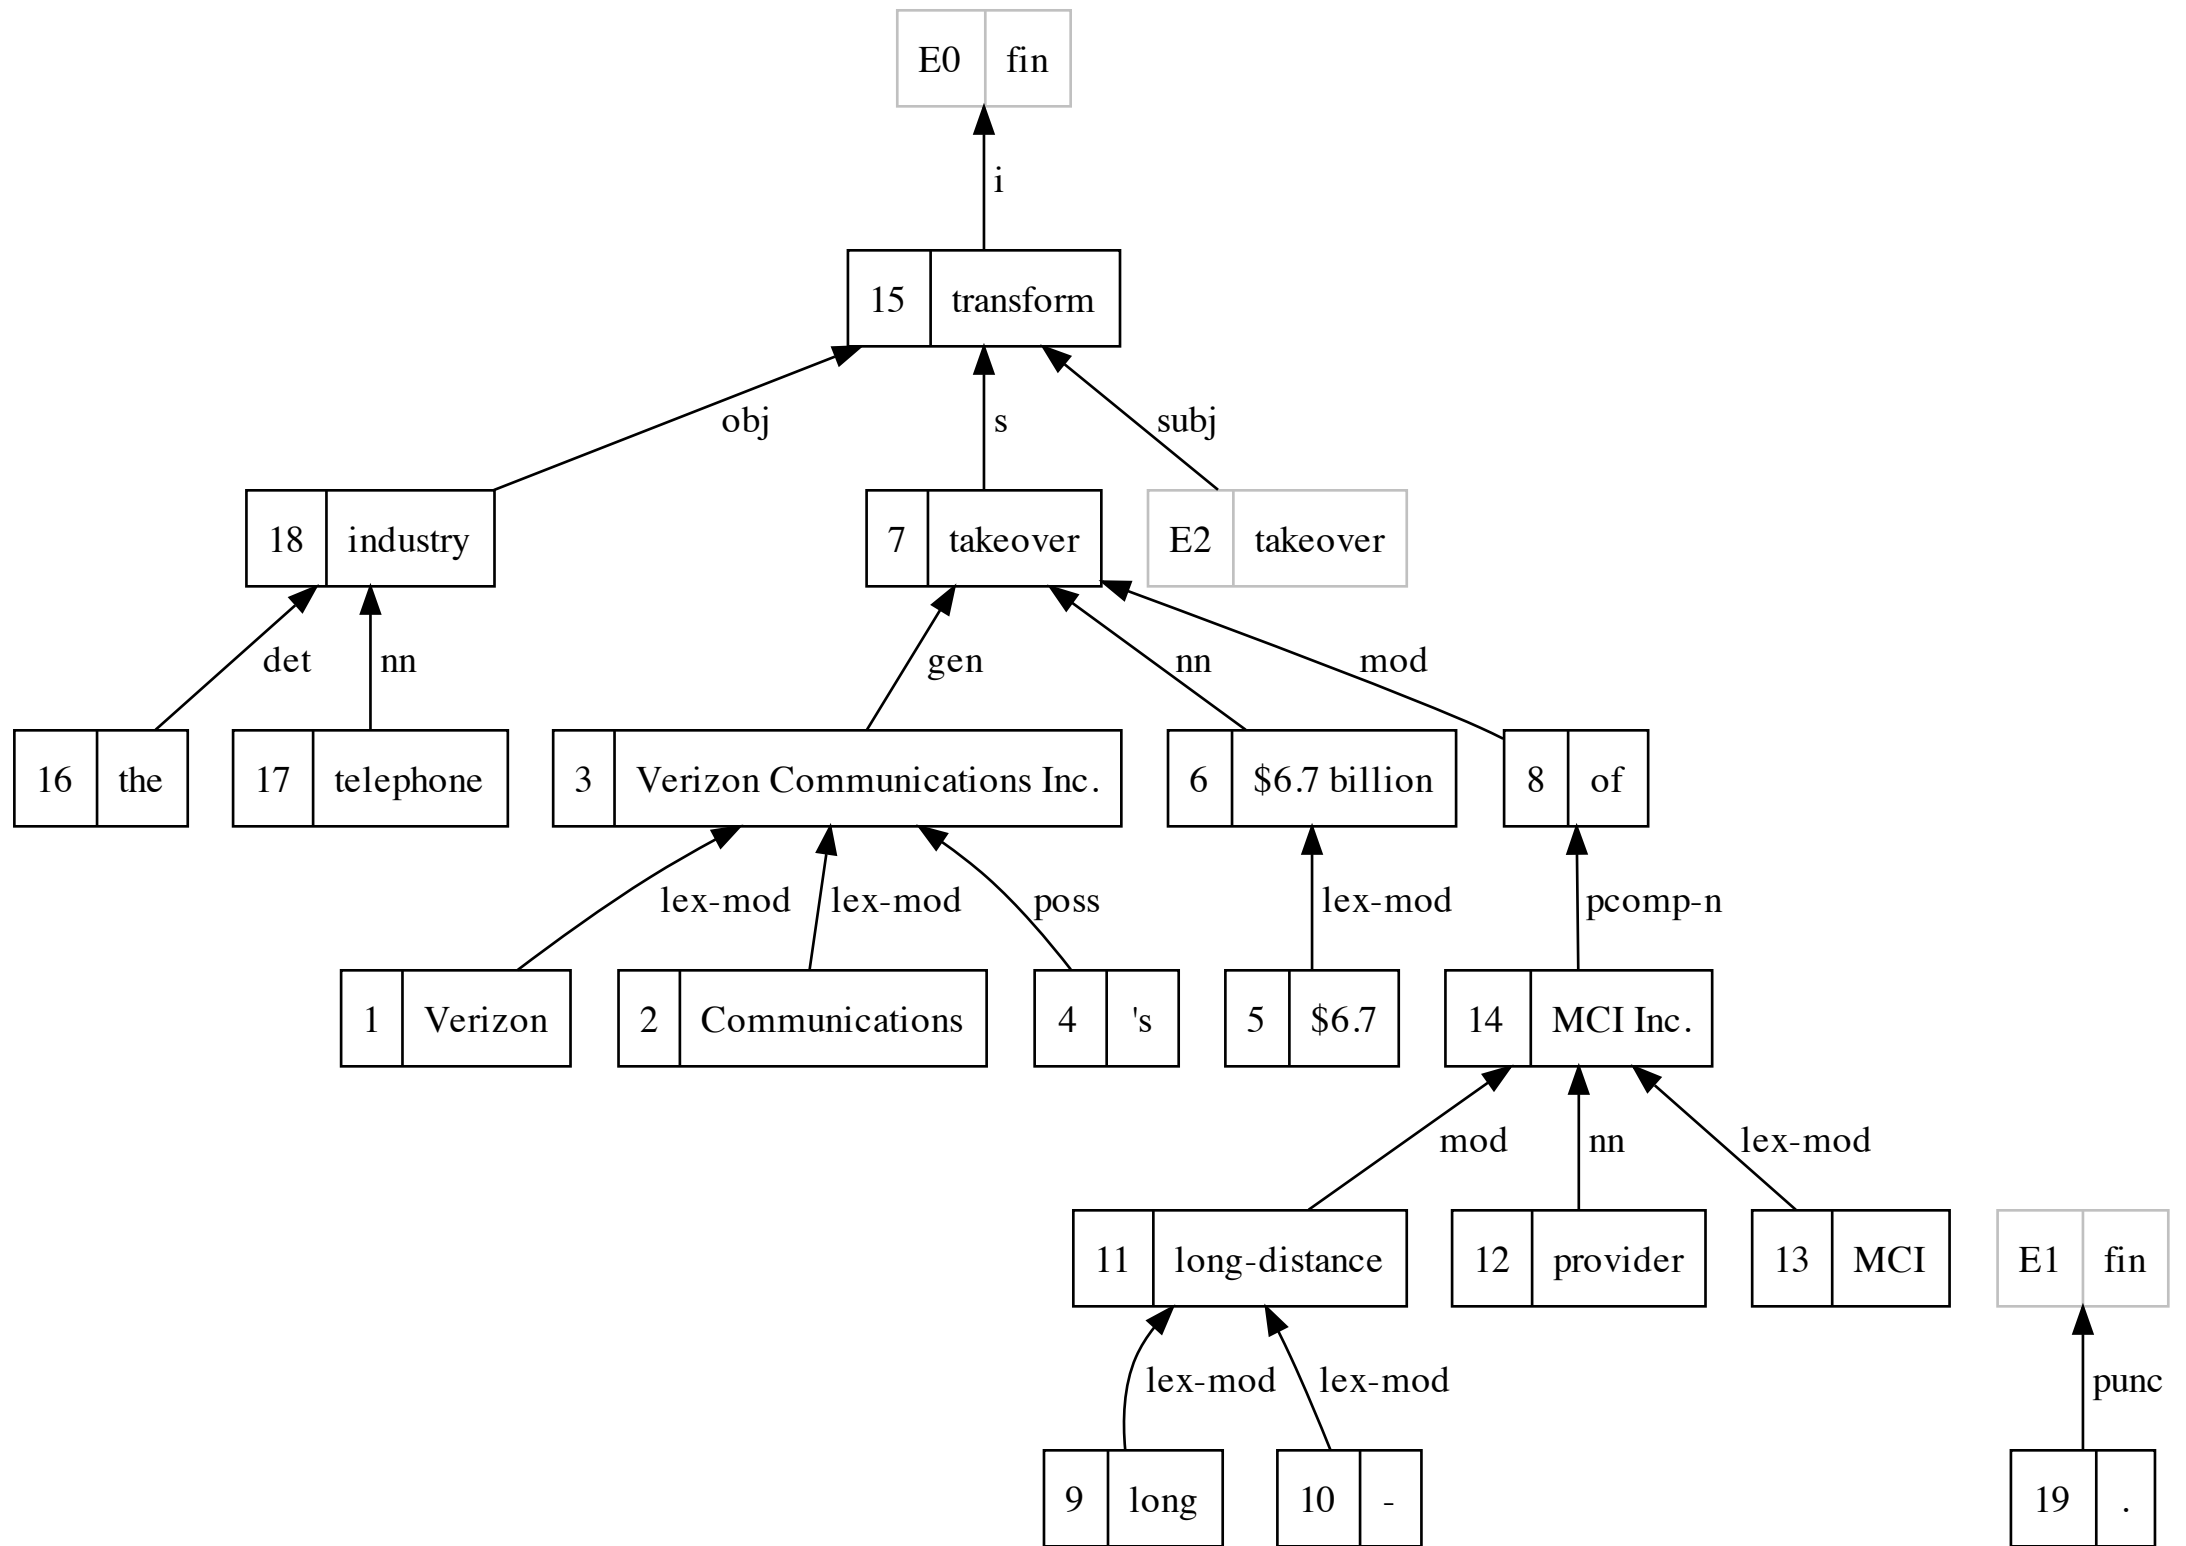 E0 fin
i
15 transform
obj s subj
18 industry 7 takeover E2 takeover
det nn gen nn mod
16 the 17 telephone 3 Verizon Communications Inc. 6 $6.7 billion 8 of
lex-mod lex-mod poss lex-mod pcomp-n
1 Verizon 2 Communications 4 's 5 $6.7 14 MCI Inc.
mod nn lex-mod
11 long-distance 12 provider 13 MCI E1 fin
lex-mod lex-mod punc
9 long 10 - 19 .